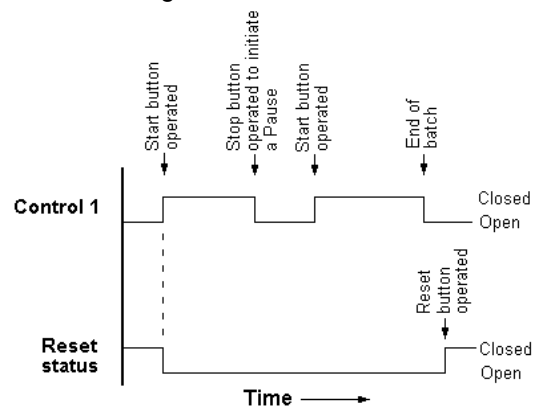 Start button
operated
Stop button
operated to initiate
a Pause
Start button
operated
End of
batch
Control 1
Closed
Open
Reset
button
operated
Reset
status
Closed
Open
Time